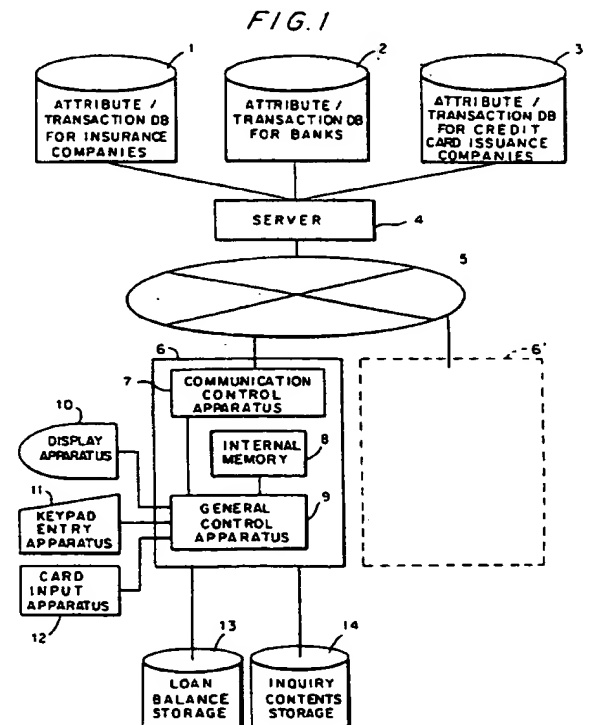 FIG.1
1
2
3
ATTRIBUTE /
TRANSACTION DB
FOR INSURANCE
COMPANIES
ATTRIBUTE /
TRANSACTION DB
FOR BANKS
ATTRIBUTE /
TRANSACTION DB
FOR CREDIT
CARD ISSUANCE
COMPANIES
SERVER
4
5
6
6'
7
COMMUNICATION
CONTROL
APPARATUS
10
DISPLAY
APPARATUS
INTERNAL
MEMORY
8
11
KEYPAD
ENTRY
APPARATUS
GENERAL
CONTROL
APPARATUS
9
CARD
INPUT
APPARATUS
12
13
14
LOAN
BALANCE
STORAGE
INQUIRY
CONTENTS
STORAGE